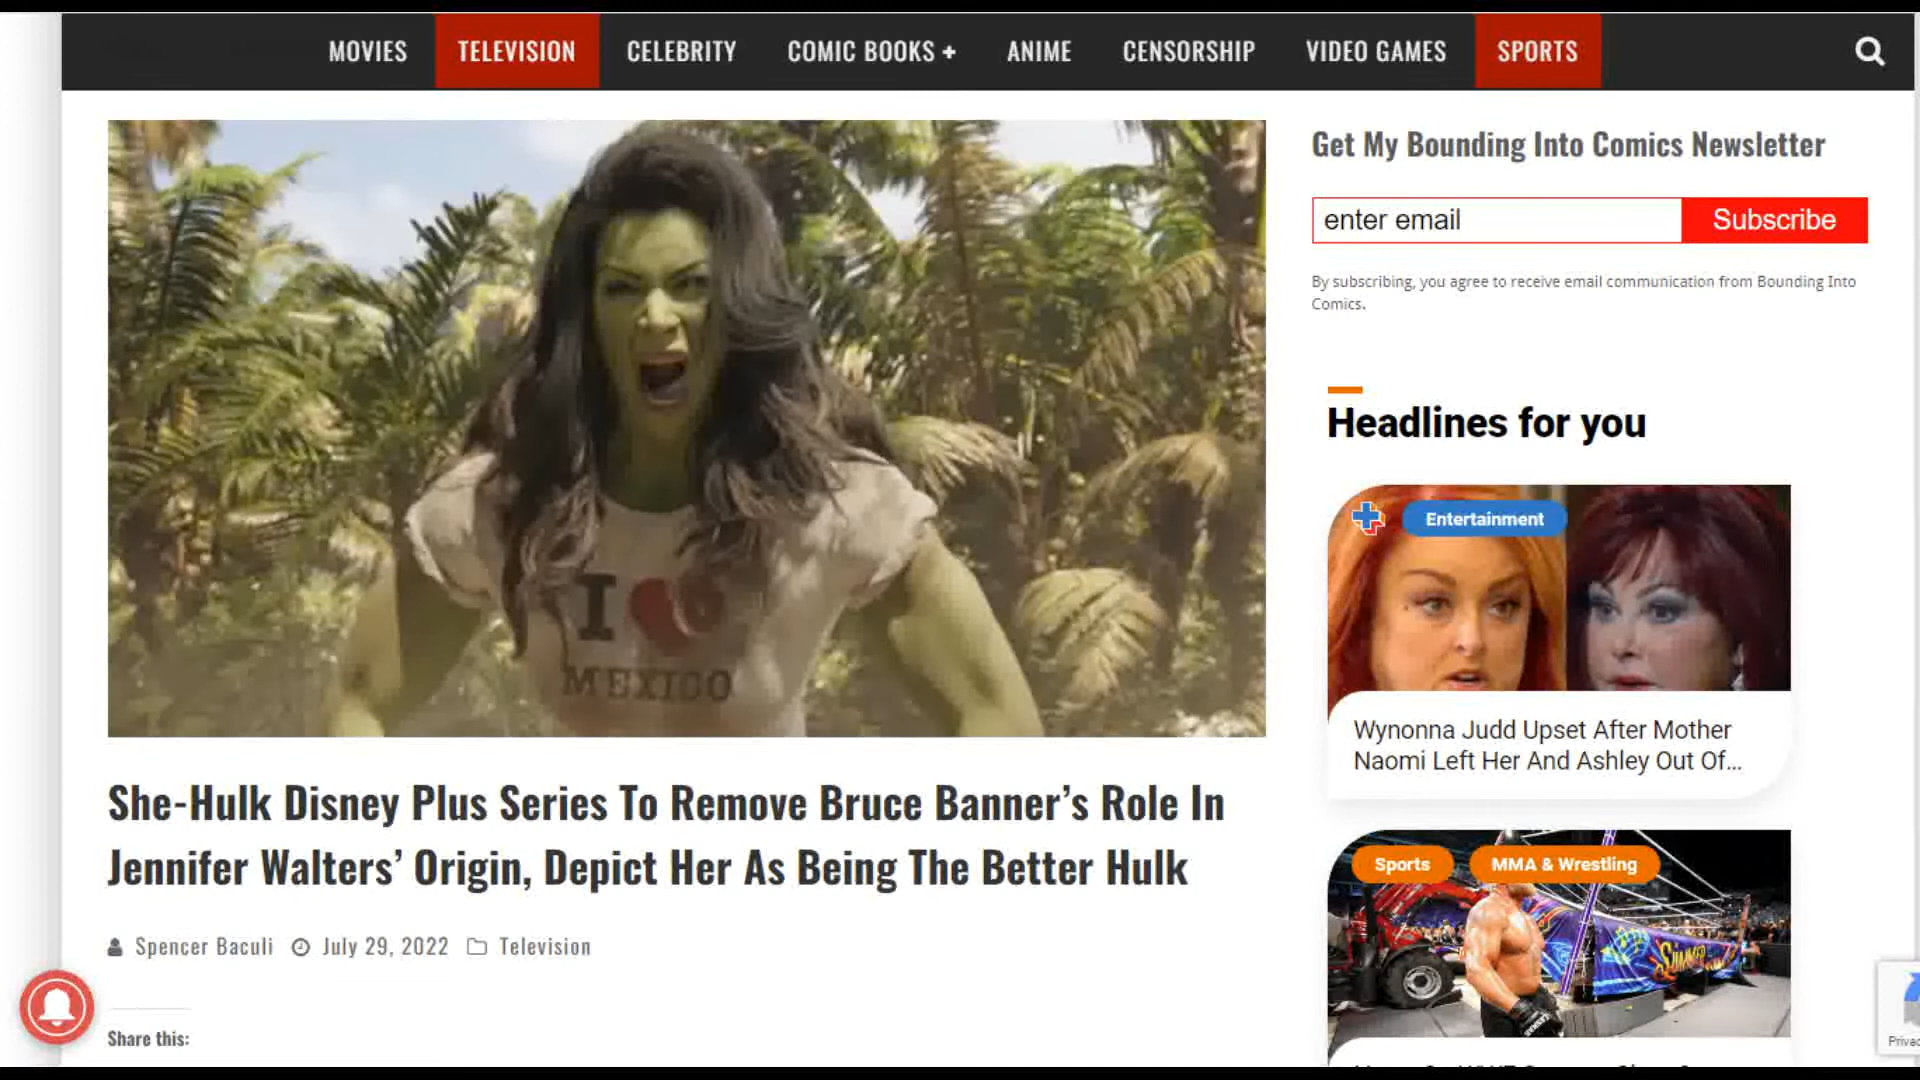 MOVIES TELEVISION CELEBRITY COMIC BOOKS + ANIME CENSORSHIP VIDEO GAMES SPORTS
I
MEXICO
She-Hulk Disney Plus Series To Remove Bruce Banner’s Role In
Jennifer Walters’ Origin, Depict Her As Being The Better Hulk
Spencer Baculi July 29, 2022 Television
Share this:
Get My Bounding Into Comics Newsletter
enter email Subscribe
By subscribing, you agree to receive email communication from Bounding Into
Comics.
Headlines for you
Entertainment
Wynonna Judd Upset After Mother
Naomi Left Her And Ashley Out Of...
Sports MMA & Wrestling